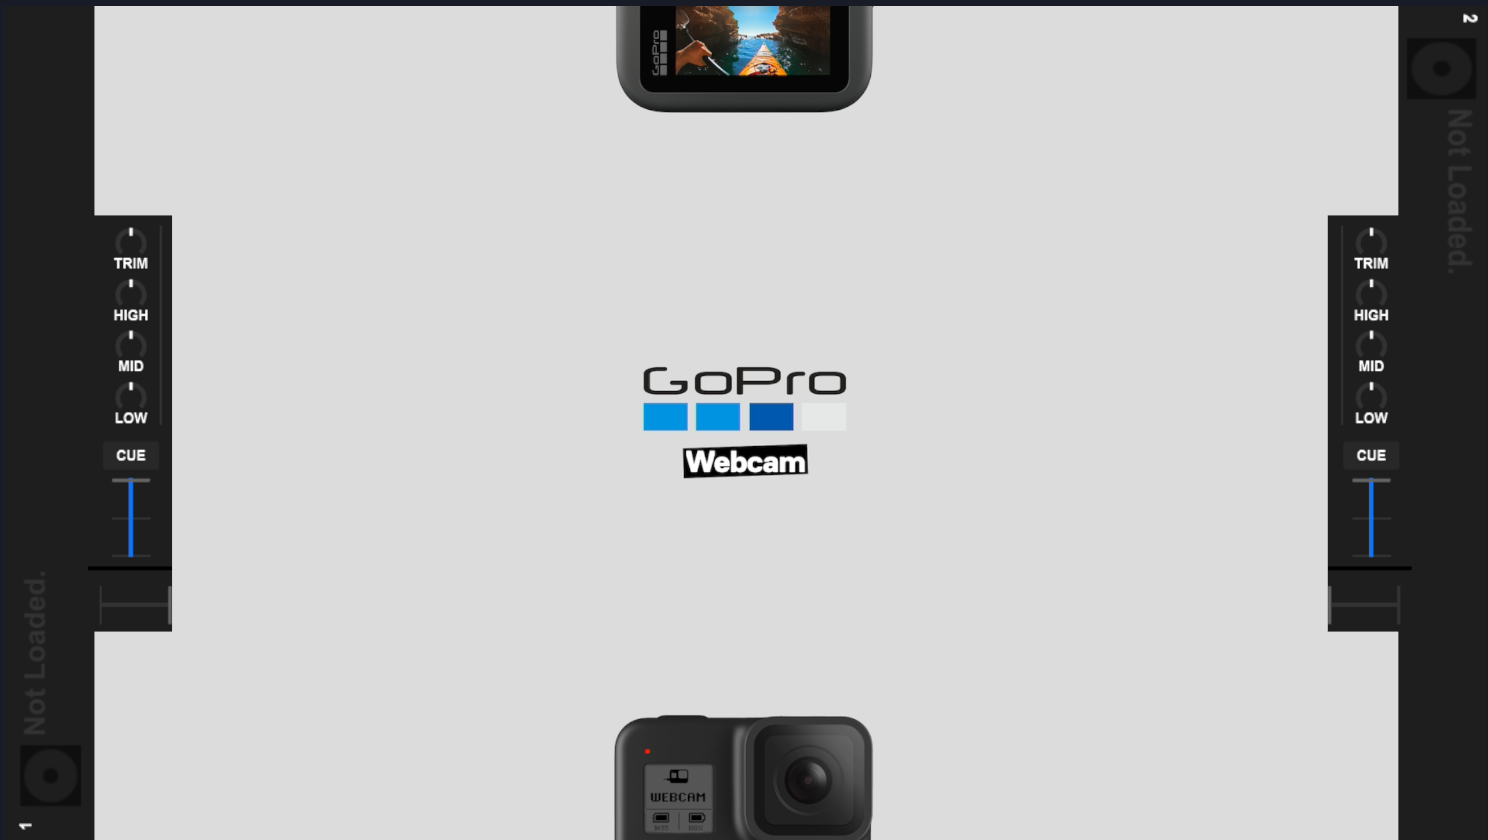 2
Not Loaded.
GoPro
TRIM
HIGH
MID
LOW
CUE
TRIM
HIGH
MID
LOW
CUE
GoPro
Webcam
Not Loaded.
1
WEBCAM